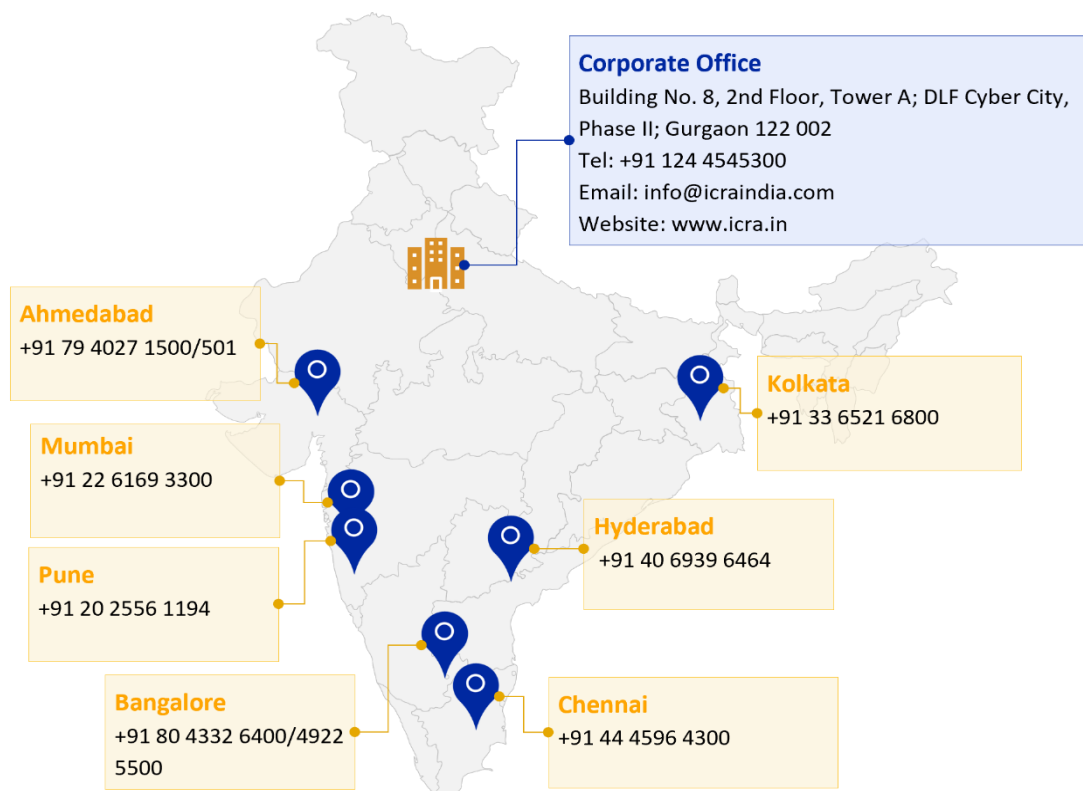 Corporate Office
Building No. 8, 2nd Floor, Tower A; DLF Cyber City,
Phase II; Gurgaon 122 002
Tel: +91 124 4545300
Email: info@icraindia.com
Website: www.icra.in
Ahmedabad
+91 79 4027 1500/501
Kolkata
+91 33 6521 6800
Mumbai
+91 22 6169 3300
Hyderabad
+91 40 6939 6464
Pune
+91 20 2556 1194
Bangalore
+91 80 4332 6400/4922
5500
Chennai
+91 44 4596 4300